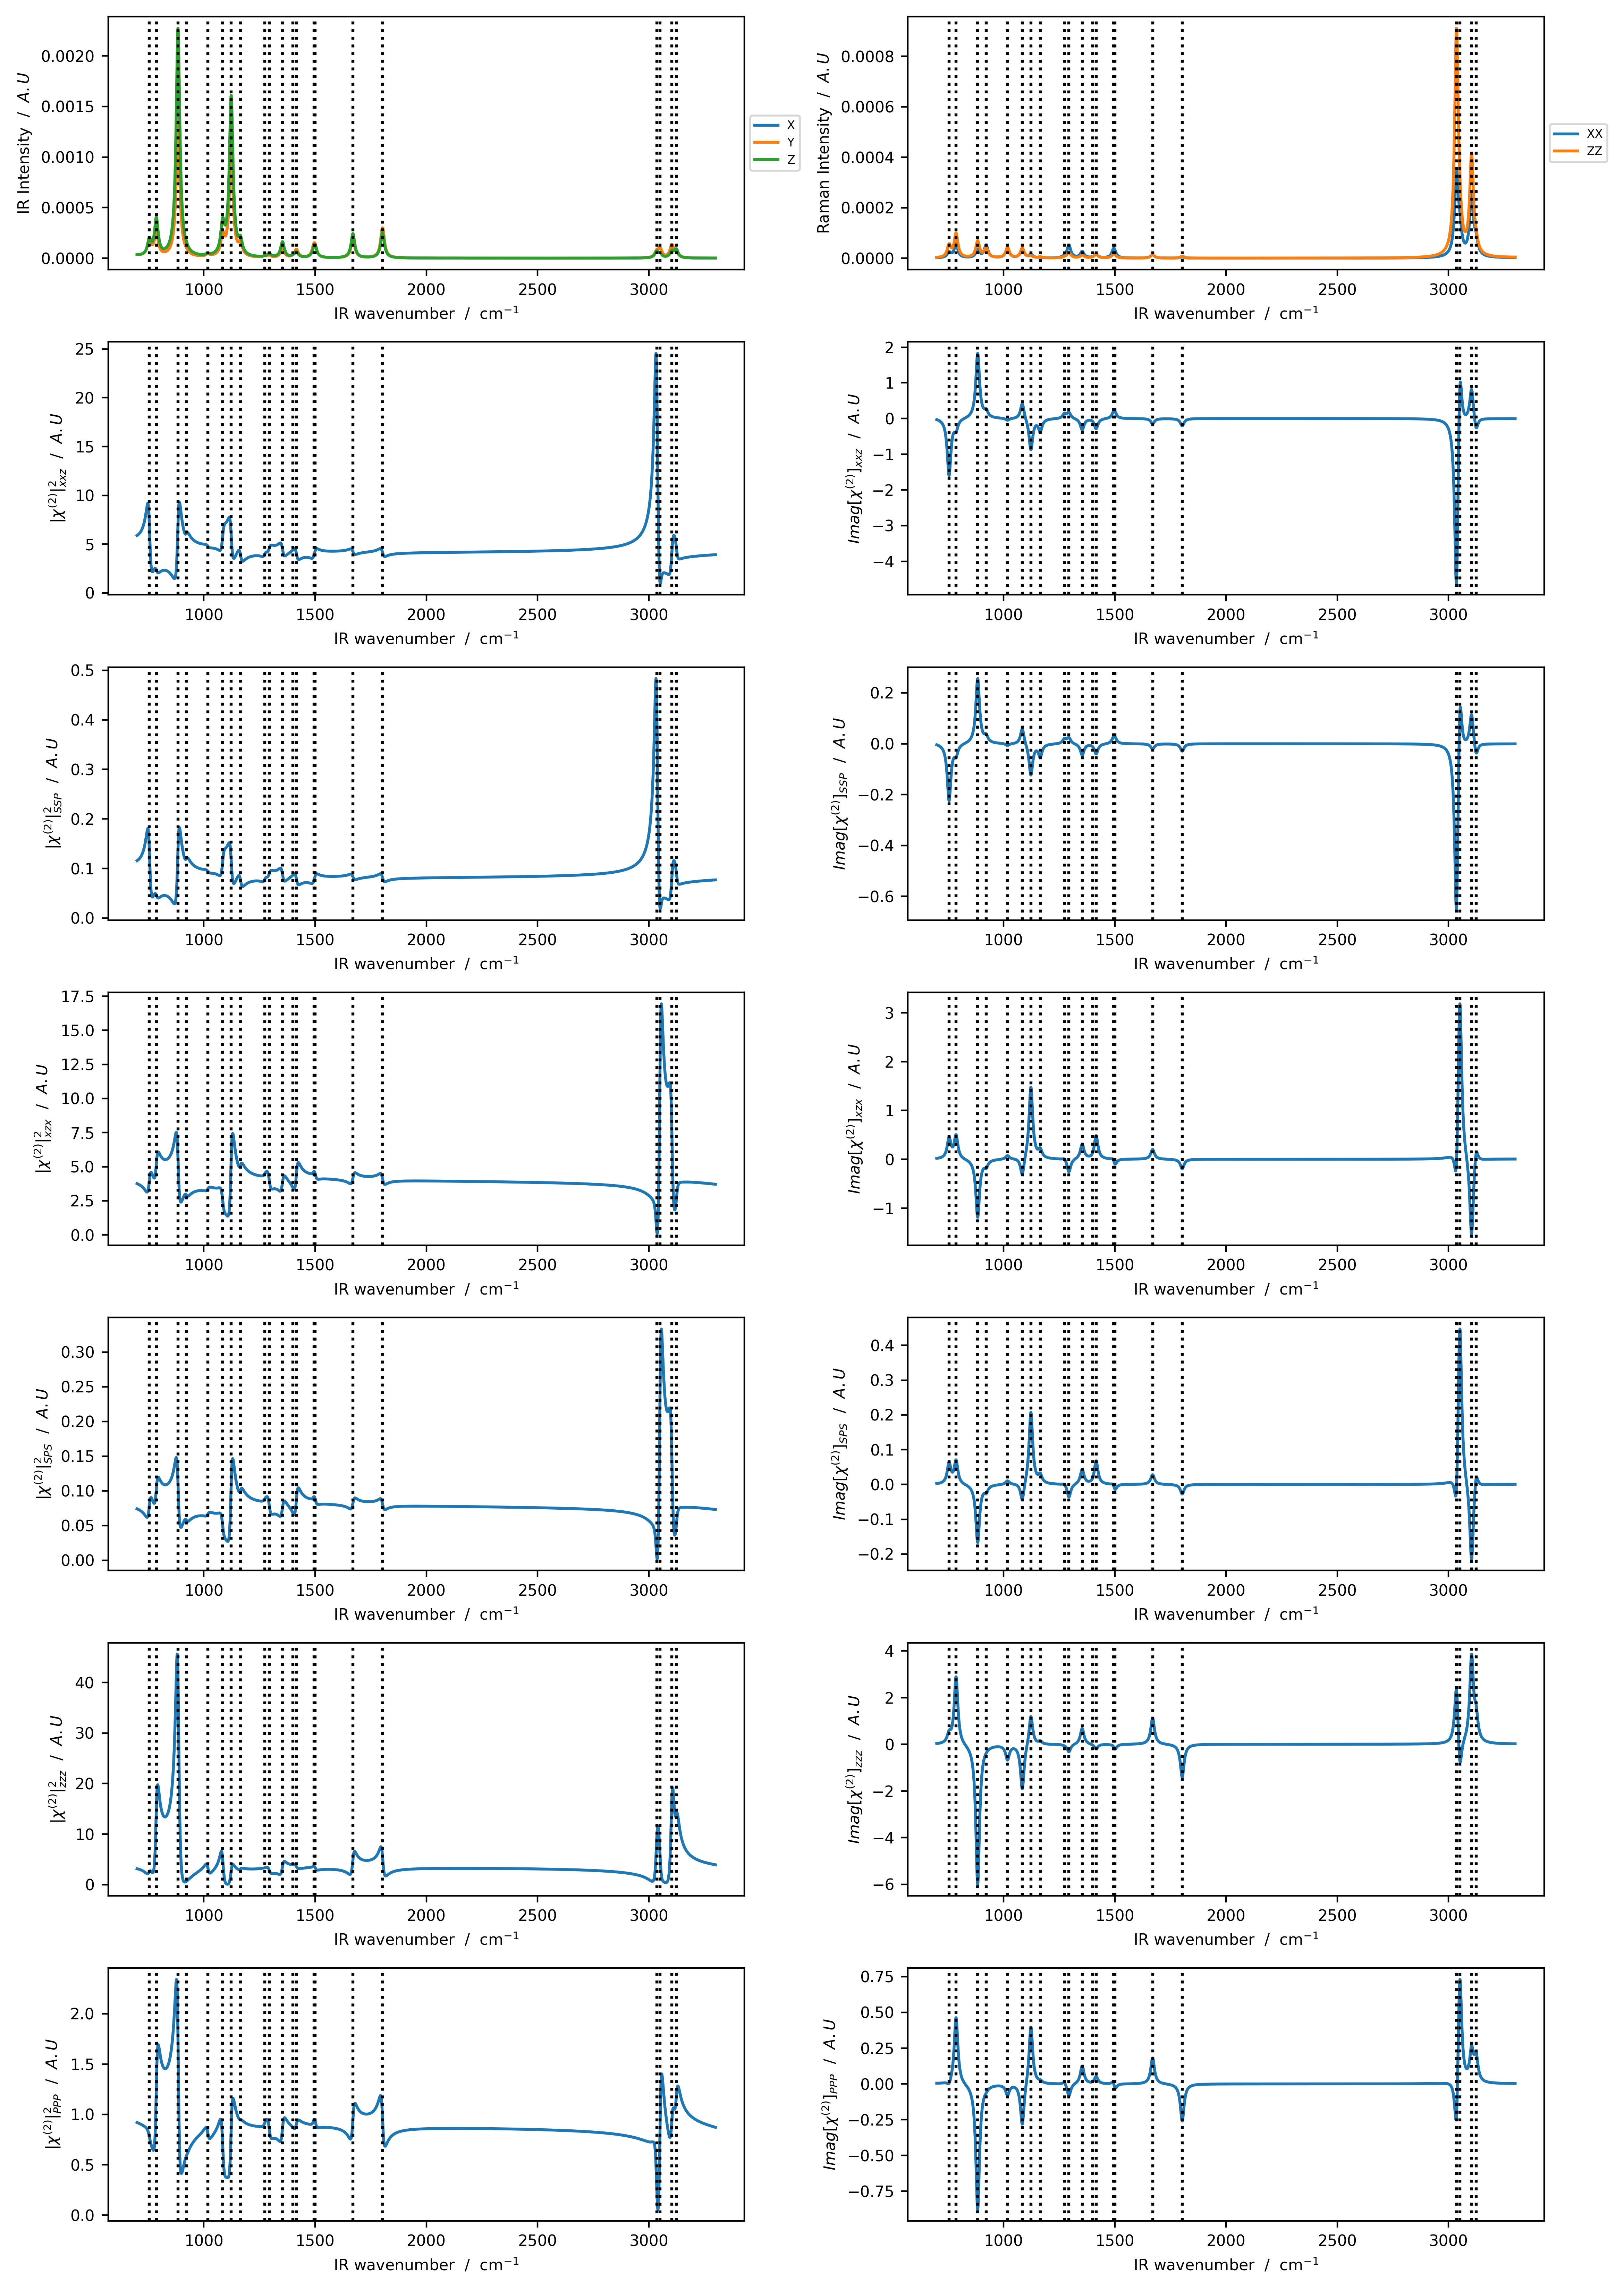 IR Intensity / A.U
0.0020
0.0015
0.0010
0.0005
0.0000
1000 1500 2000 2500 3000
IR wavenumber / cm⁻¹
X
Y
Z
Raman Intensity / A.U
0.0008
0.0006
0.0004
0.0002
0.0000
1000 1500 2000 2500 3000
IR wavenumber / cm⁻¹
XX
ZZ
|χ⁽²⁾|²xxz / A.U
25
20
15
10
5
0
1000 1500 2000 2500 3000
IR wavenumber / cm⁻¹
Imag[χ⁽²⁾]xxz / A.U
2
1
0
−1
−2
−3
−4
1000 1500 2000 2500 3000
IR wavenumber / cm⁻¹
|χ⁽²⁾|²SSP / A.U
0.5
0.4
0.3
0.2
0.1
0.0
1000 1500 2000 2500 3000
IR wavenumber / cm⁻¹
Imag[χ⁽²⁾]SSP / A.U
0.2
0.0
−0.2
−0.4
−0.6
1000 1500 2000 2500 3000
IR wavenumber / cm⁻¹
|χ⁽²⁾|²xzx / A.U
17.5
15.0
12.5
10.0
7.5
5.0
2.5
0.0
1000 1500 2000 2500 3000
IR wavenumber / cm⁻¹
Imag[χ⁽²⁾]xzx / A.U
3
2
1
0
−1
1000 1500 2000 2500 3000
IR wavenumber / cm⁻¹
|χ⁽²⁾|²SPS / A.U
0.30
0.25
0.20
0.15
0.10
0.05
0.00
1000 1500 2000 2500 3000
IR wavenumber / cm⁻¹
Imag[χ⁽²⁾]SPS / A.U
0.4
0.3
0.2
0.1
0.0
−0.1
−0.2
1000 1500 2000 2500 3000
IR wavenumber / cm⁻¹
|χ⁽²⁾|²zzz / A.U
40
30
20
10
0
1000 1500 2000 2500 3000
IR wavenumber / cm⁻¹
Imag[χ⁽²⁾]zzz / A.U
4
2
0
−2
−4
−6
1000 1500 2000 2500 3000
IR wavenumber / cm⁻¹
|χ⁽²⁾|²PPP / A.U
2.0
1.5
1.0
0.5
0.0
1000 1500 2000 2500 3000
IR wavenumber / cm⁻¹
Imag[χ⁽²⁾]PPP / A.U
0.75
0.50
0.25
0.00
−0.25
−0.50
−0.75
1000 1500 2000 2500 3000
IR wavenumber / cm⁻¹